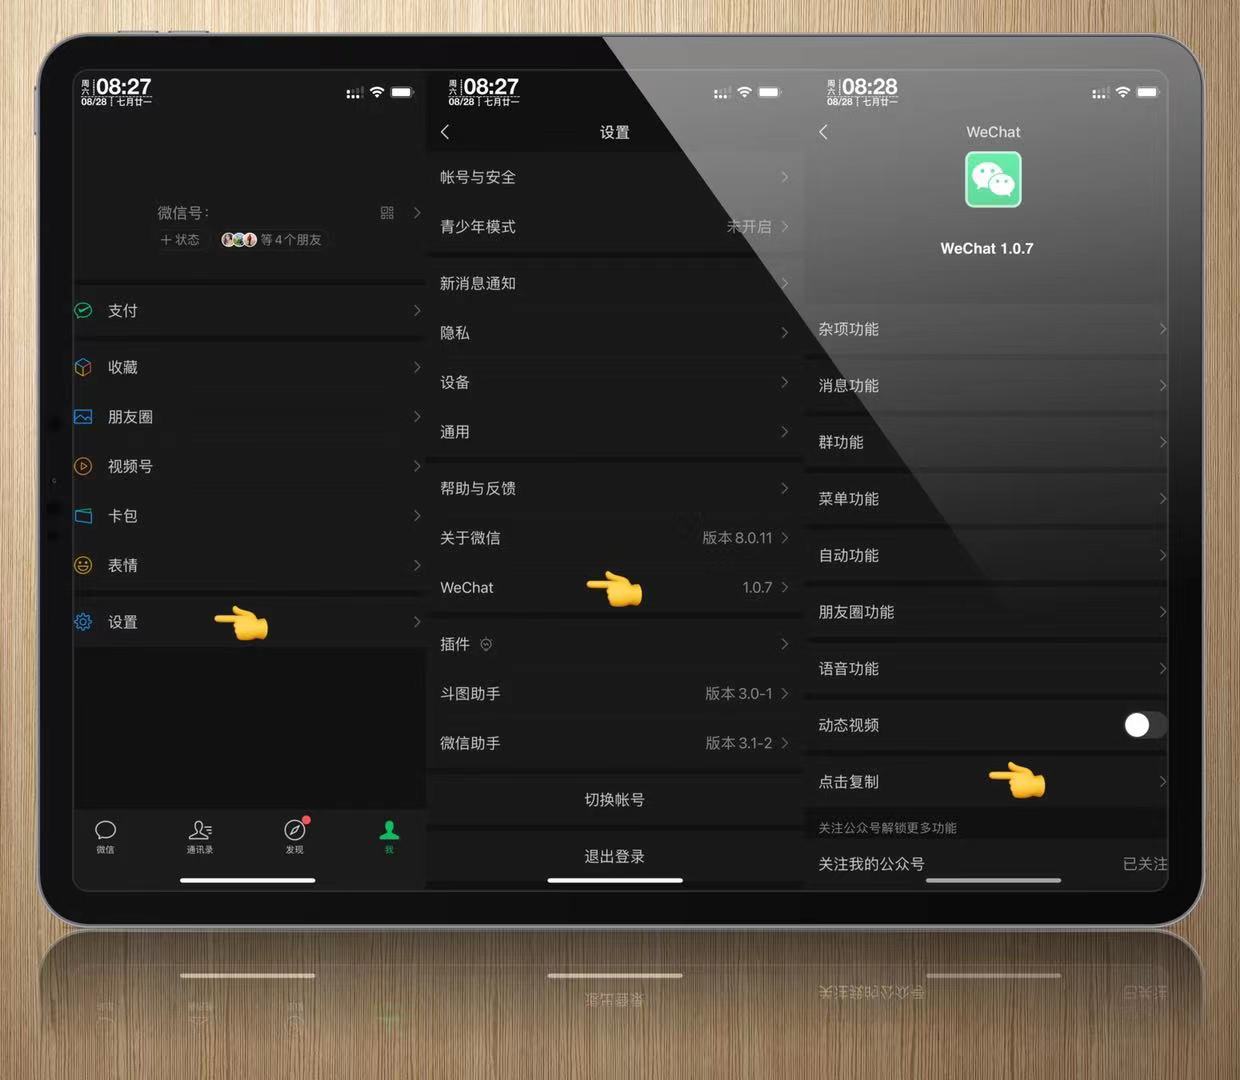 周六 08:27
08/28 | 七月廿一
微信号:
+ 状态 等4个朋友
支付
收藏
朋友圈
视频号
卡包
表情
设置
微信 通讯录 发现 我
周六 08:27
08/28 | 七月廿一
设置
帐号与安全
青少年模式 未开启
新消息通知
隐私
设备
通用
帮助与反馈
关于微信 版本 8.0.11
WeChat 1.0.7
插件
斗图助手 版本 3.0-1
微信助手 版本 3.1-2
切换帐号
退出登录
周六 08:28
08/28 | 七月廿一
WeChat
WeChat 1.0.7
杂项功能
消息功能
群功能
菜单功能
自动功能
朋友圈功能
语音功能
动态视频
点击复制
关注公众号解锁更多功能
关注我的公众号 已关注